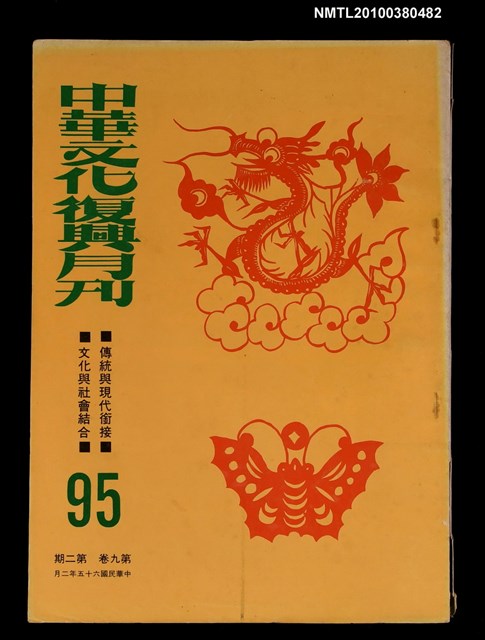 NMTL20100380482
中華文化復興月刊
■傳統與現代銜接■
■文化與社會結合■
95
第九卷 第二期
中華民國六十五年二月